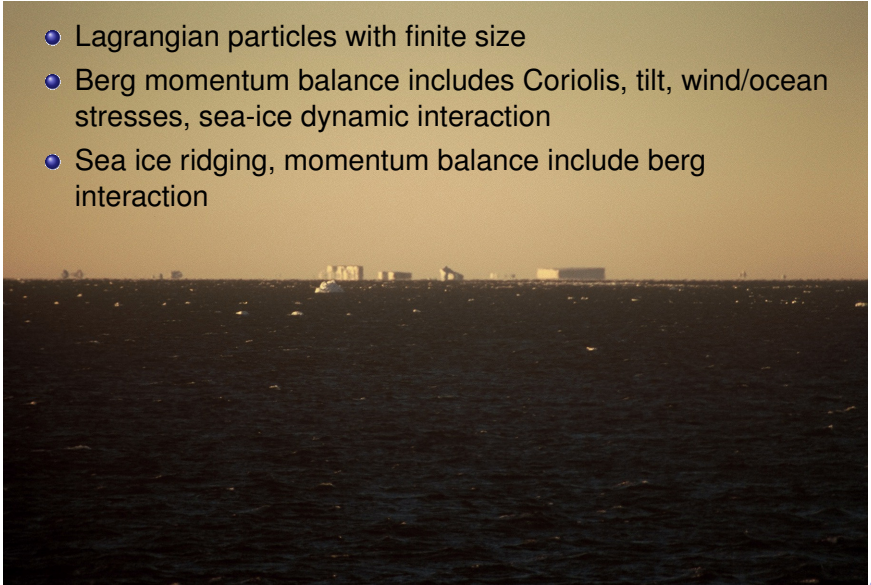 Lagrangian particles with finite size
Berg momentum balance includes Coriolis, tilt, wind/ocean
stresses, sea-ice dynamic interaction
Sea ice ridging, momentum balance include berg
interaction